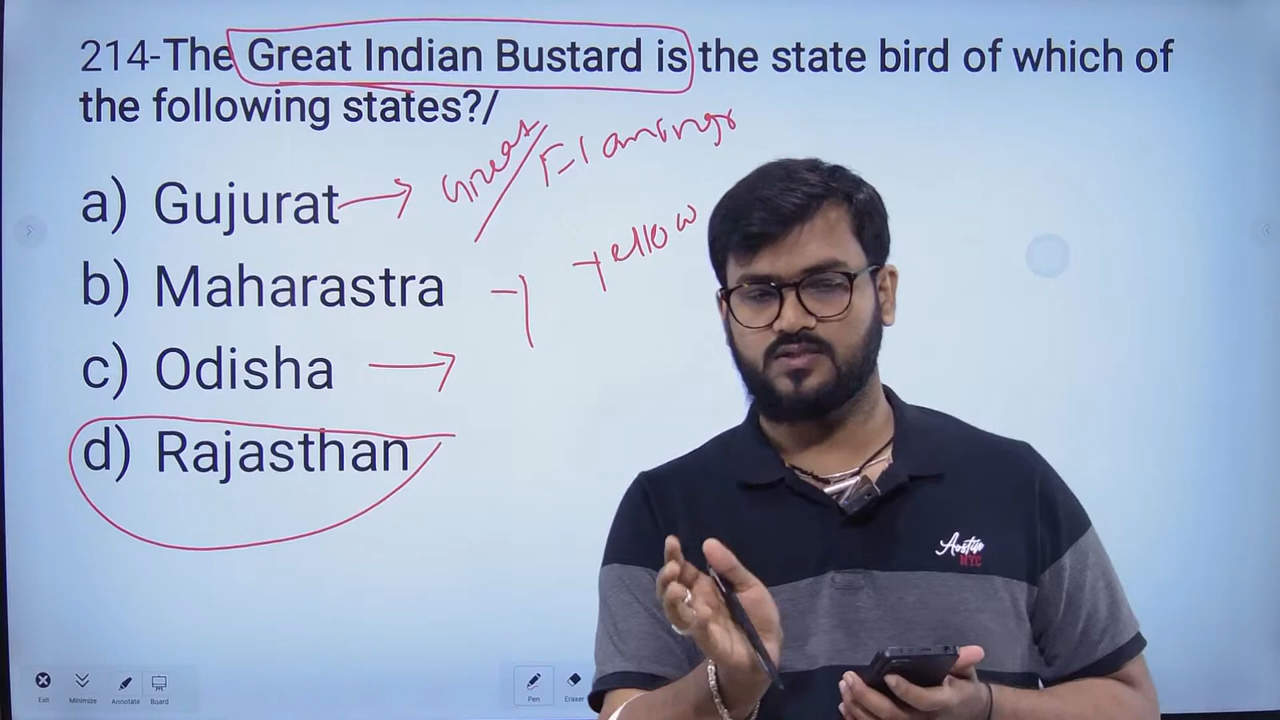 214-The Great Indian Bustard is the state bird of which of
the following states?/
a) Gujurat → Great / Flamingo
b) Maharastra Yellow
c) Odisha →
d) Rajasthan
Austin
NYC
Exit Minimize Annotate Board Pen Eraser